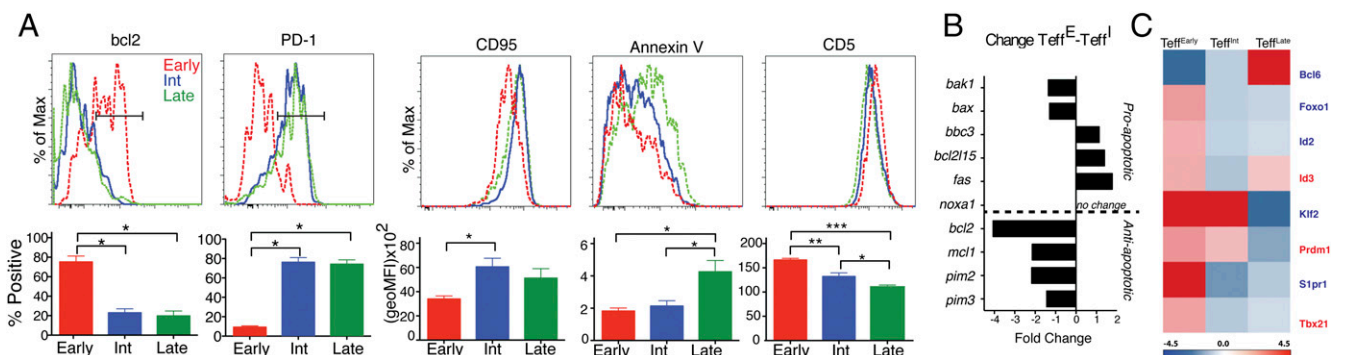 A
bcl2
PD-1
CD95
Annexin V
CD5
Early
Int
Late
% of Max
% of Max
% Positive
100
80
60
40
20
0
*
*
Early Int Late
100
80
60
40
20
0
*
*
Early Int Late
(geoMFI)x10²
80
60
40
20
0
*
Early Int Late
6
4
2
0
*
*
Early Int Late
200
150
100
50
0
***
**
*
Early Int Late
B
Change Teff^E-Teff^I
bak1
bax
bbc3
bcl2l15
fas
noxa1
no change
bcl2
mcl1
pim2
pim3
Pro-apoptotic
Anti-apoptotic
-4 -3 -2 -1 0 1 2
Fold Change
C
Teff^Early Teff^Int Teff^Late
Bcl6
Foxo1
Id2
Id3
Klf2
Prdm1
S1pr1
Tbx21
-4.5 0.0 4.5